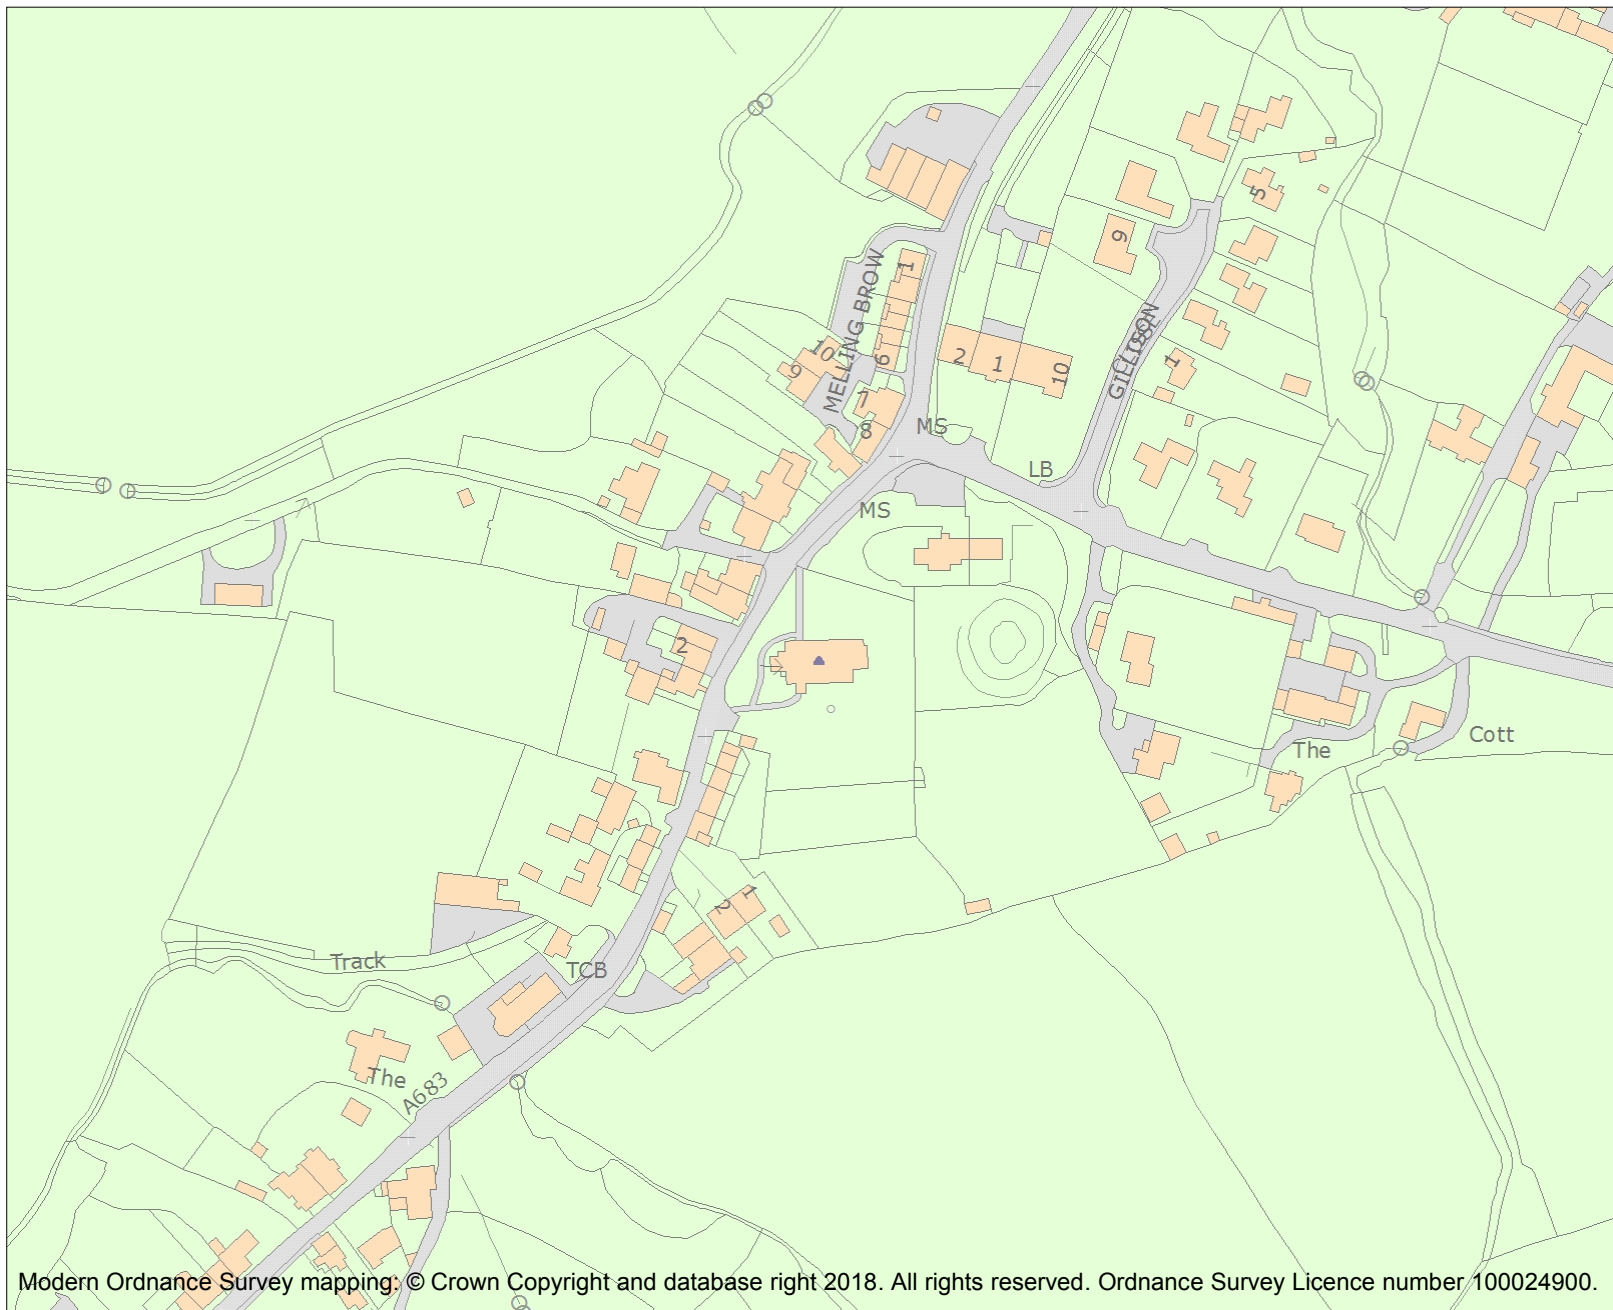 5
9
1
MELLING BROW
10
9
6
2
1
10
GILLISON
CLOSE
1
7
8
MS
LB
MS
2
Cott
The
1
2
Track
TCB
The
A683
Modern Ordnance Survey mapping: © Crown Copyright and database right 2018. All rights reserved. Ordnance Survey Licence number 100024900.